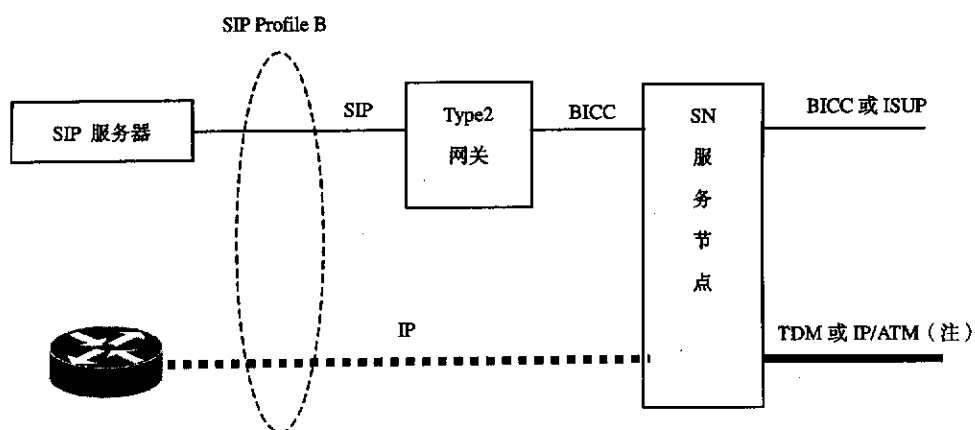 SIP Profile B
SIP 服务器
SIP
Type2
网关
BICC
SN
服
务
节
点
BICC 或 ISUP
IP
TDM 或 IP/ATM（注）